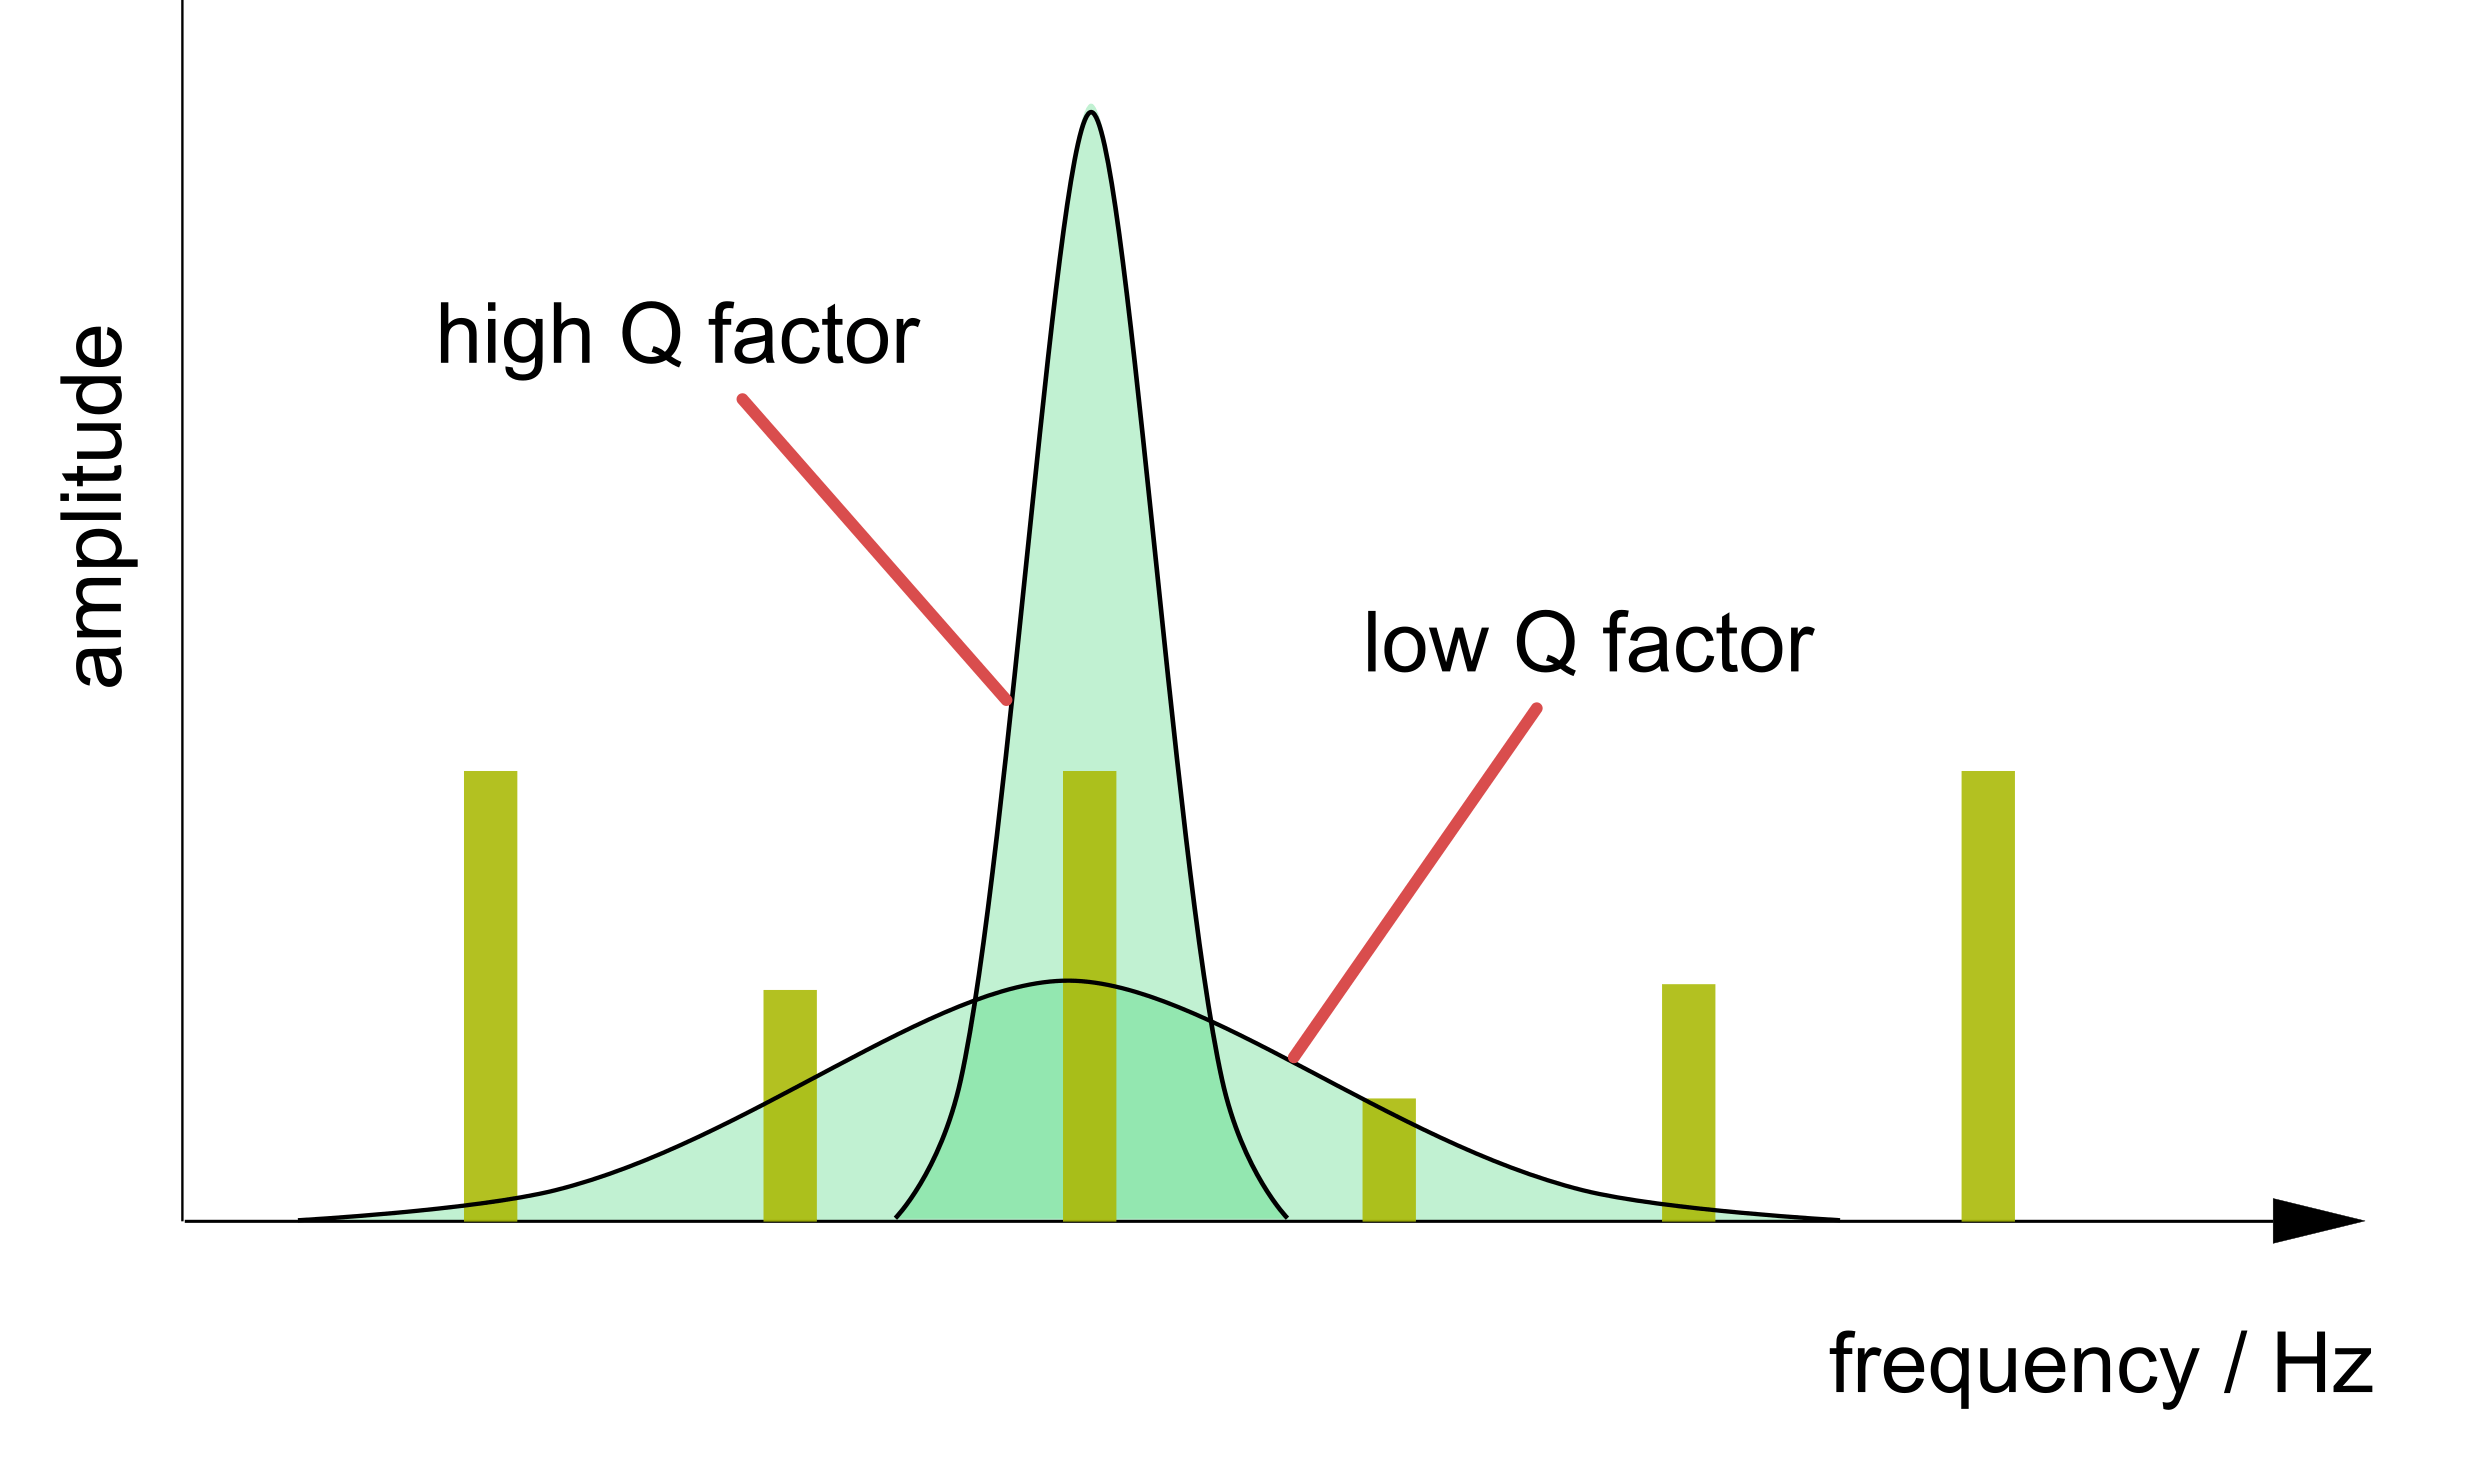 amplitude
high Q factor
low Q factor
frequency / Hz